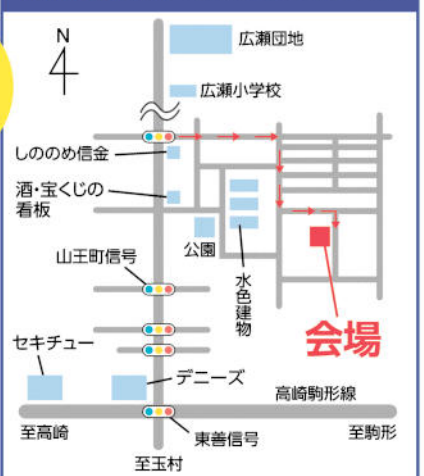 N
4
広瀬団地
広瀬小学校
しののめ信金
酒・宝くじの
看板
公園
水色建物
山王町信号
会場
セキチュー
デニーズ
高崎駒形線
至高崎
東善信号
至駒形
至玉村